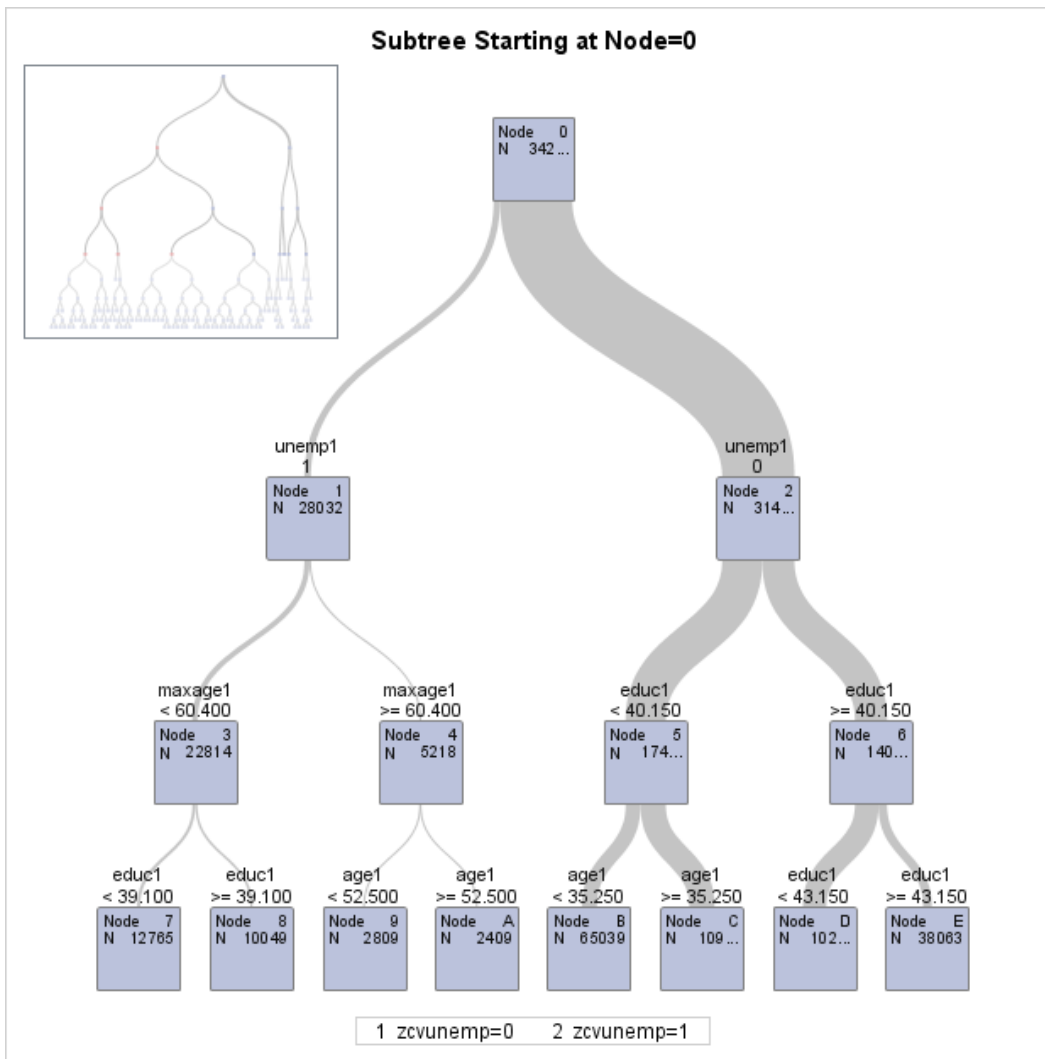 Subtree Starting at Node=0
Node 0
N 342...
unemp1
1
unemp1
0
Node 1
N 28032
Node 2
N 314...
maxage1
< 60.400
maxage1
>= 60.400
educ1
< 40.150
educ1
>= 40.150
Node 3
N 22814
Node 4
N 5218
Node 5
N 174...
Node 6
N 140...
educ1
< 39.100
educ1
>= 39.100
age1
< 52.500
age1
>= 52.500
age1
< 35.250
age1
>= 35.250
educ1
< 43.150
educ1
>= 43.150
Node 7
N 12765
Node 8
N 10049
Node 9
N 2809
Node A
N 2409
Node B
N 65039
Node C
N 109...
Node D
N 102...
Node E
N 38063
1 zcvunemp=0 2 zcvunemp=1